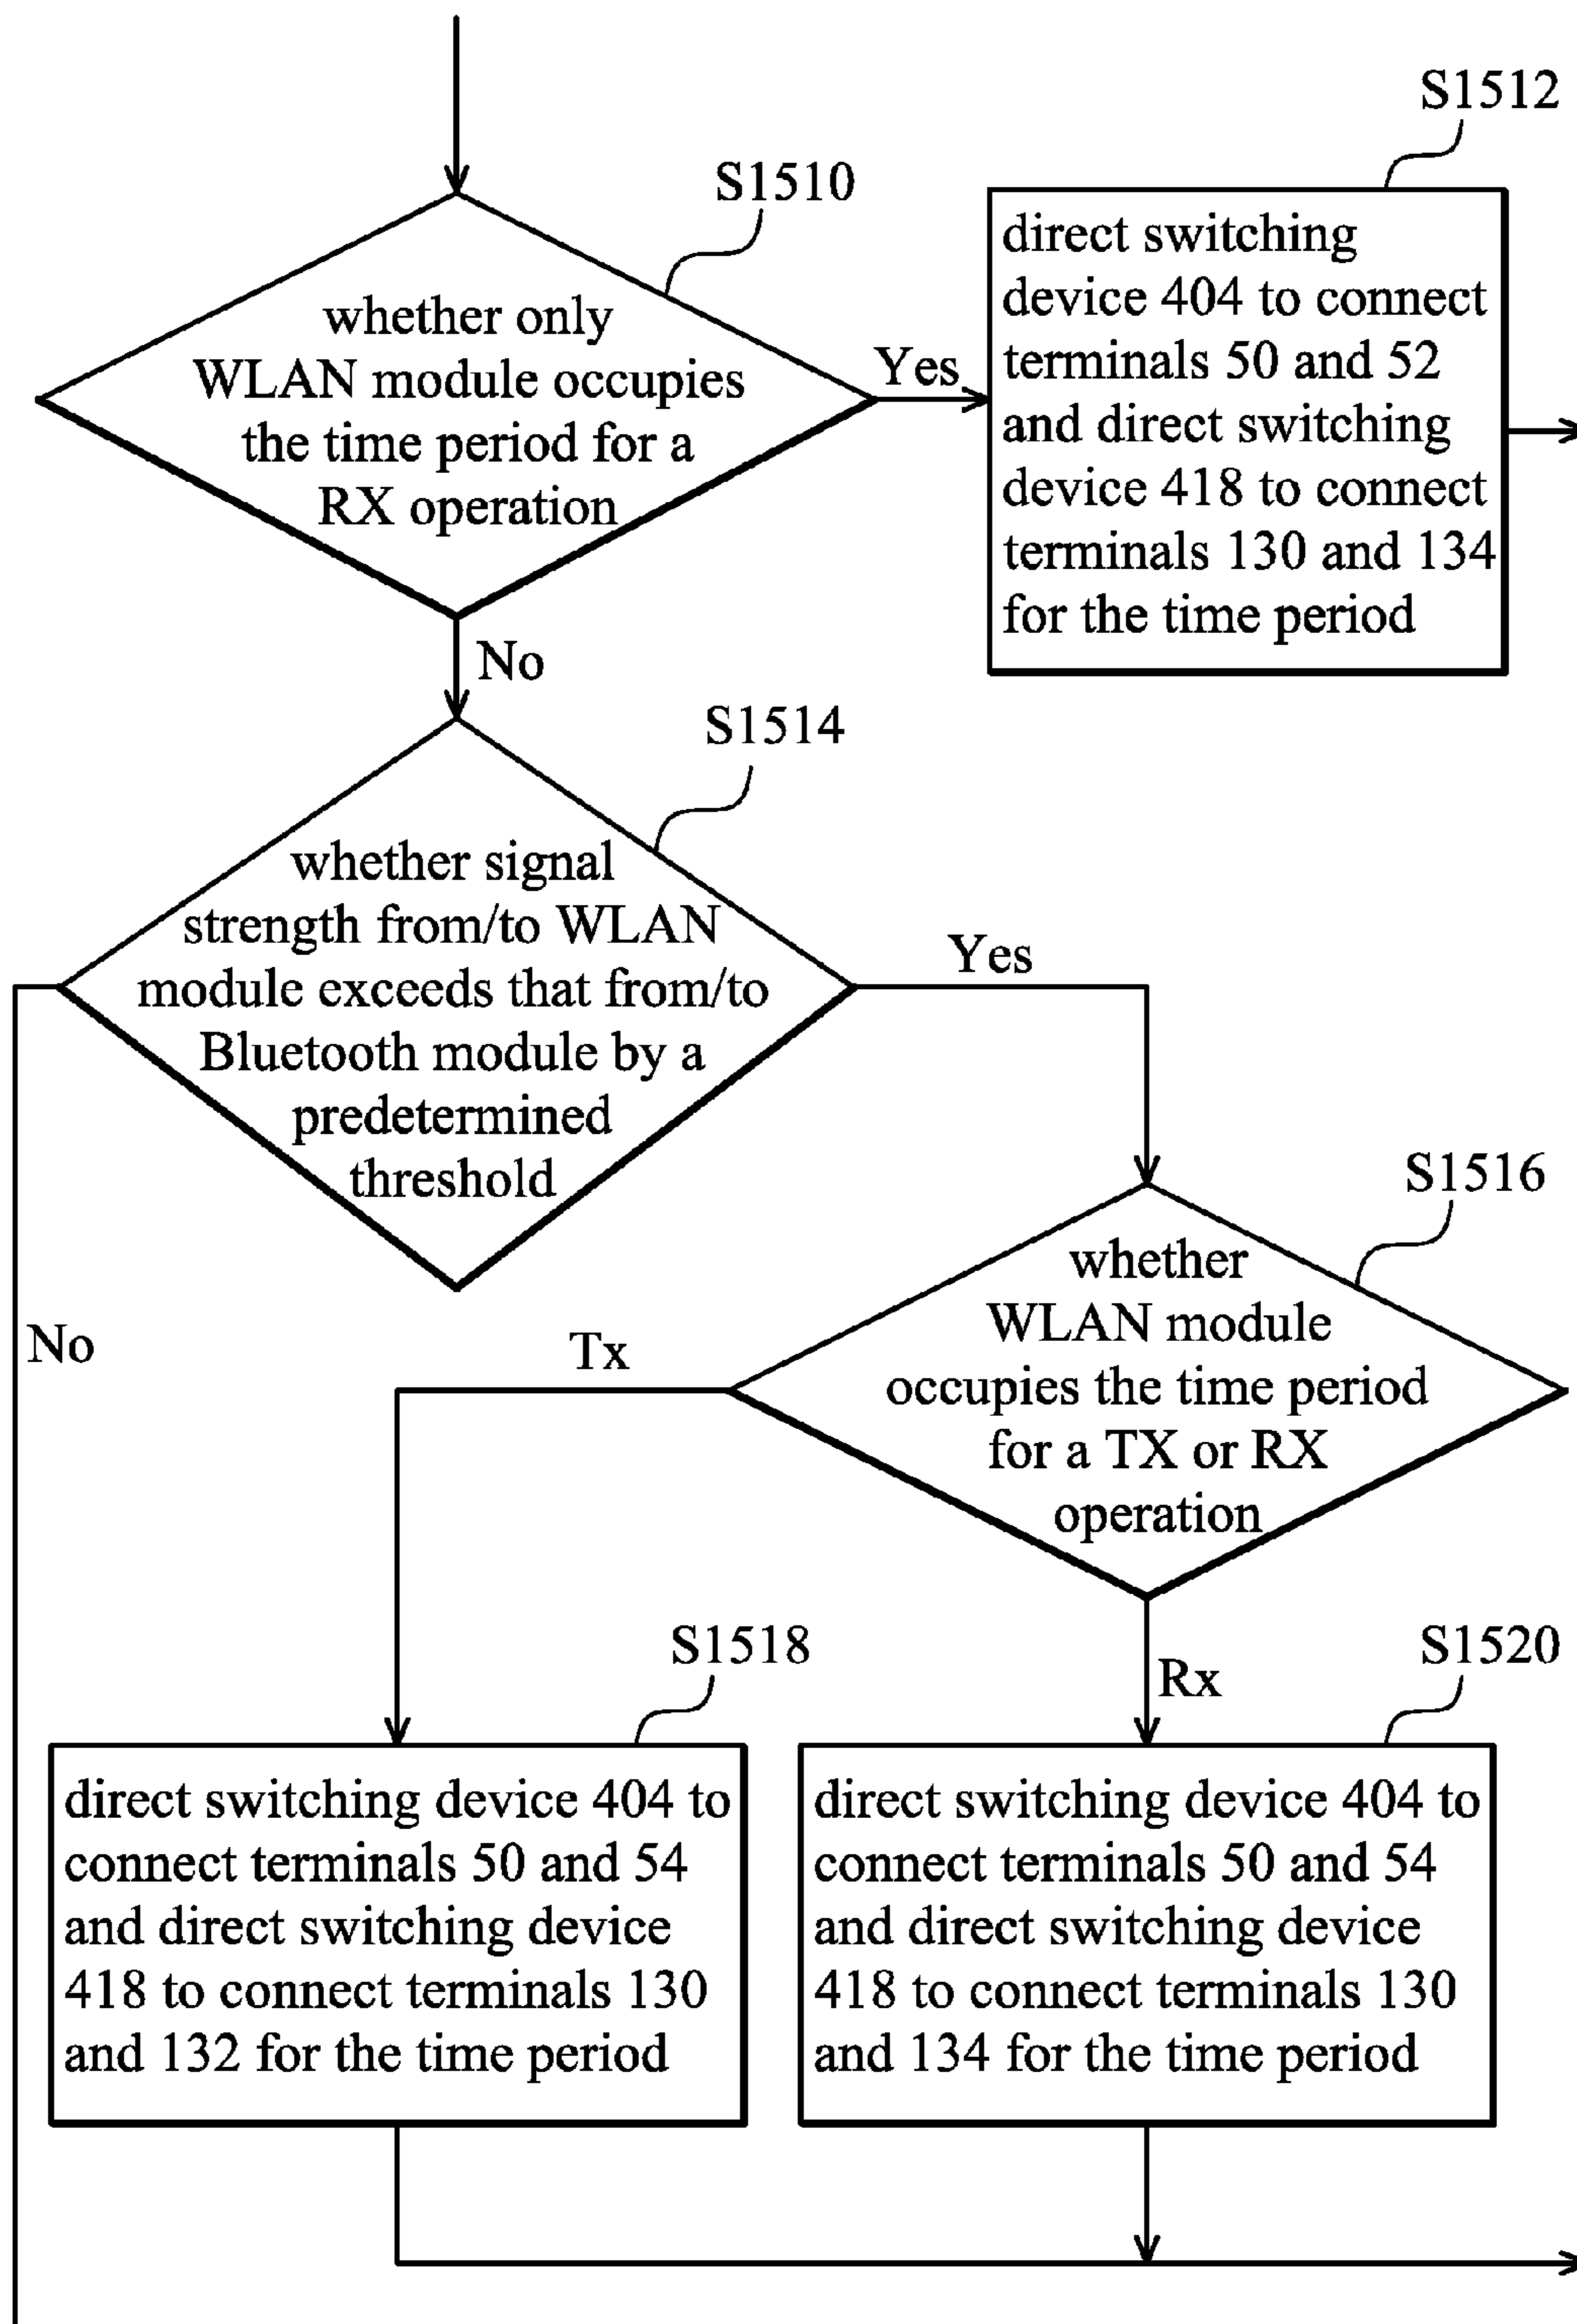 S1510
whether only
WLAN module occupies
the time period for a
RX operation
Yes
No
S1512
direct switching
device 404 to connect
terminals 50 and 52
and direct switching
device 418 to connect
terminals 130 and 134
for the time period
S1514
whether signal
strength from/to WLAN
module exceeds that from/to
Bluetooth module by a
predetermined
threshold
Yes
No
S1516
whether
WLAN module
occupies the time period
for a TX or RX
operation
Tx
Rx
S1518
direct switching device 404 to
connect terminals 50 and 54
and direct switching device
418 to connect terminals 130
and 132 for the time period
S1520
direct switching device 404 to
connect terminals 50 and 54
and direct switching device
418 to connect terminals 130
and 134 for the time period